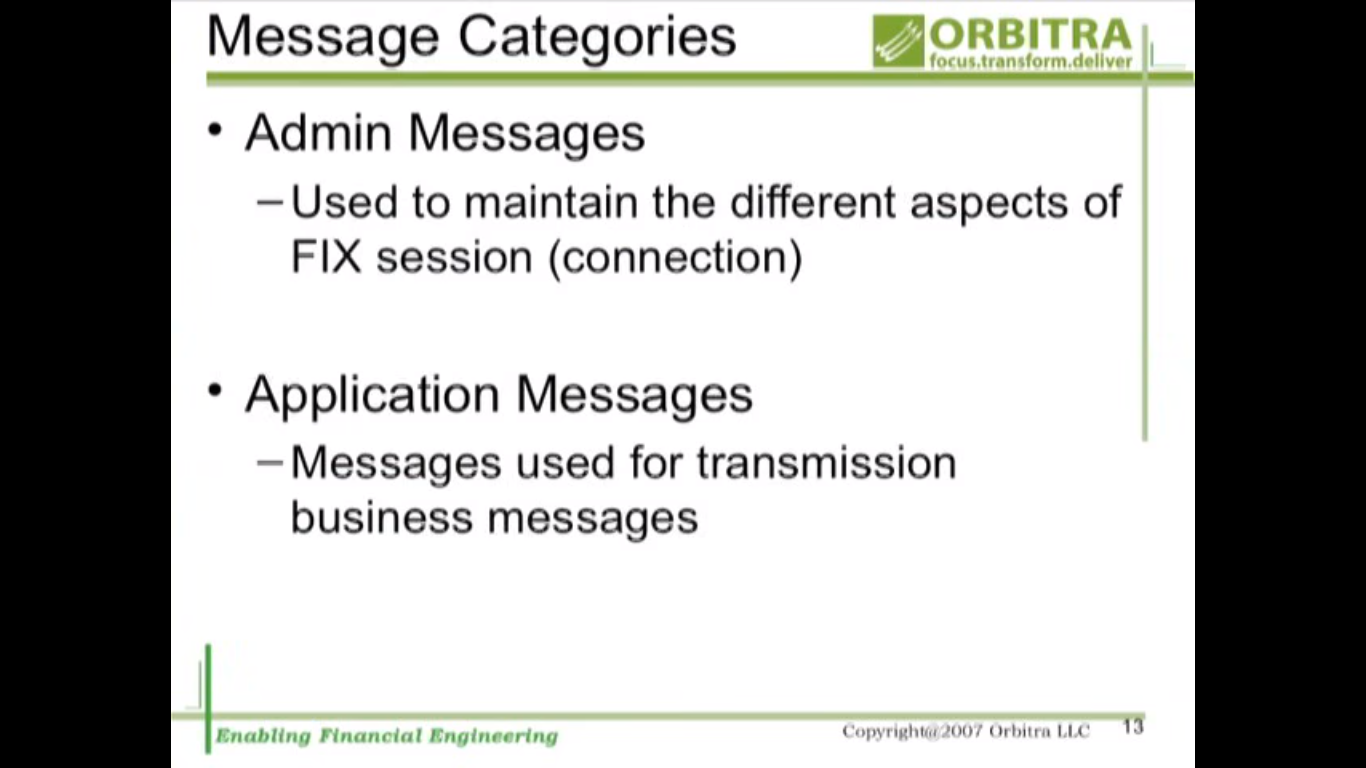 Message Categories
ORBITRA
focus.transform.deliver
• Admin Messages
–Used to maintain the different aspects of
FIX session (connection)
• Application Messages
–Messages used for transmission
business messages
Enabling Financial Engineering
Copyright@2007 Orbitra LLC
13